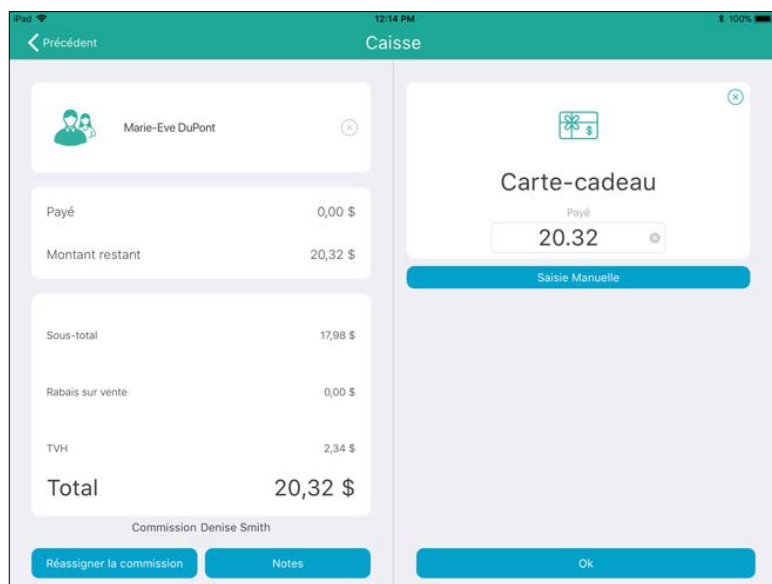 iPad 12:14 PM 100%
Précédent Caisse
Marie-Eve DuPont
Payé 0,00 $
Montant restant 20,32 $
Sous-total 17,98 $
Rabais sur vente 0,00 $
TVH 2,34 $
Total 20,32 $
Commission Denise Smith
Réassigner la commission Notes
$
Carte-cadeau
Payé
20.32
Saisie Manuelle
Ok